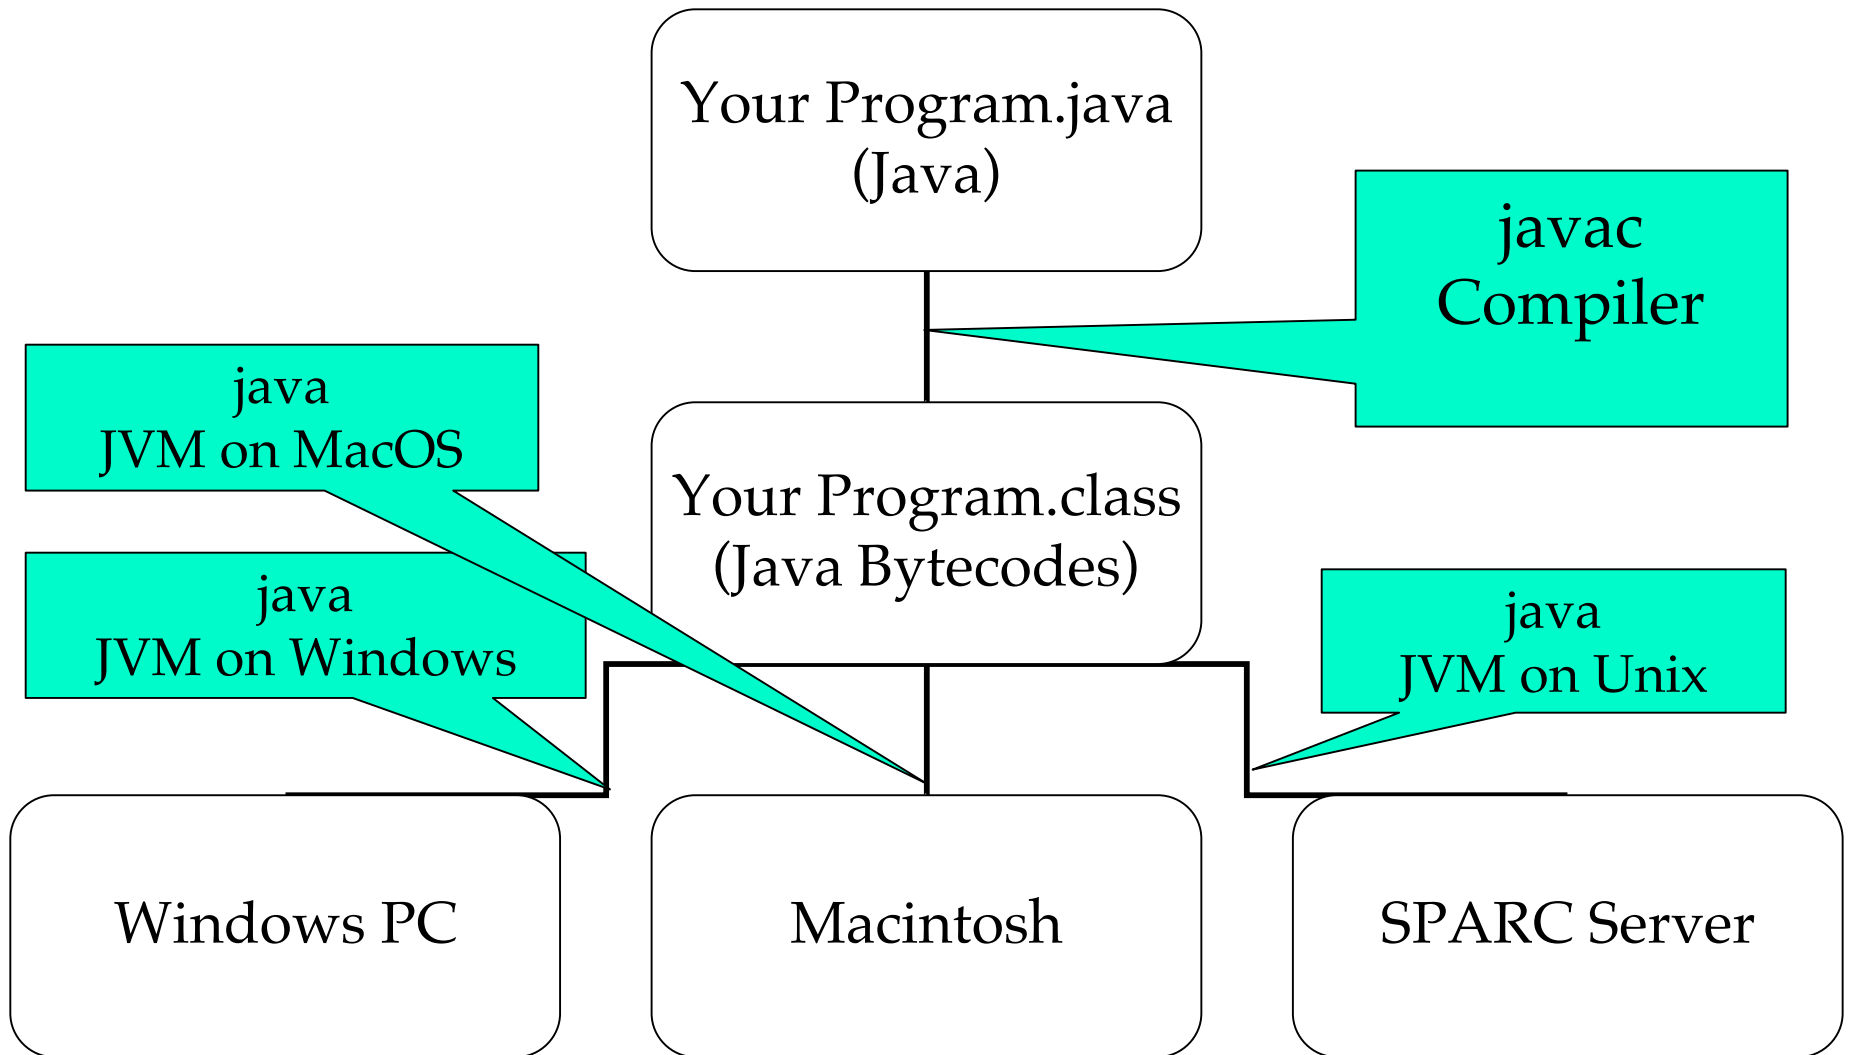 Your Program.java
(Java)
javac
Compiler
java
JVM on MacOS
Your Program.class
(Java Bytecodes)
java
JVM on Windows
java
JVM on Unix
Windows PC
Macintosh
SPARC Server